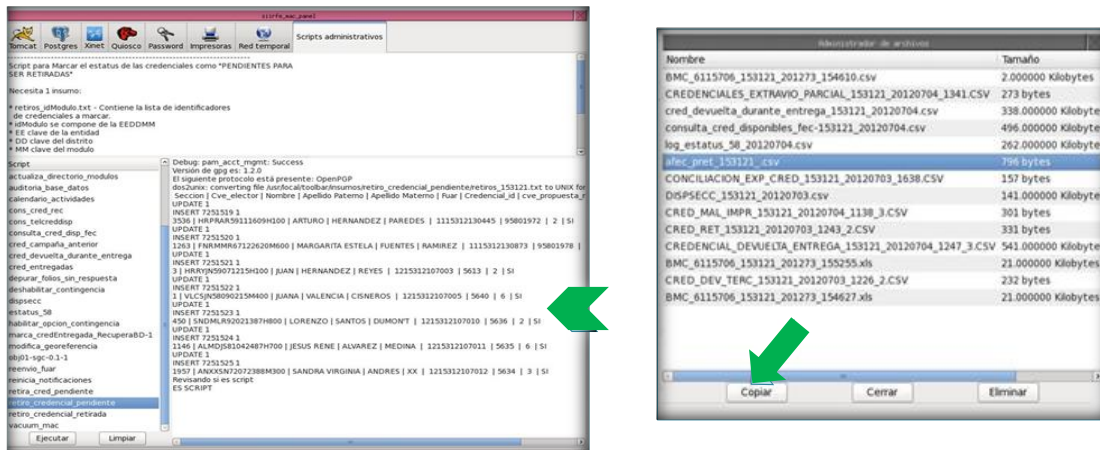 siirfe_mac_panel
Tomcat Postgres Xinet Quiosco Password Impresoras Red temporal Scripts administrativos
Script para Marcar el estatus de las credenciales como "PENDIENTES PARA
SER RETIRADAS"
Necesita 1 insumo:
* retiros_idModulo.txt - Contiene la lista de identificadores
de credenciales a marcar.
* idModulo se compone de la EEDDMM
* EE clave de la entidad
* DD clave del distrito
* MM clave del modulo
Script
actualiza_directorio_modulos
auditoria_base_datos
calendario_actividades
cons_cred_rec
cons_telcreddisp
consulta_cred_disp_fec
cred_campaña_anterior
cred_devuelta_durante_entrega
cred_entregadas
depurar_folios_sin_respuesta
deshabilitar_contingencia
dispsecc
estatus_58
habilitar_opcion_contingencia
marca_credEntregada_RecuperaBD-1
modifica_georeferencia
obj01-sgc-0.1-1
reenvio_fuar
reinicia_notificaciones
retira_cred_pendiente
retiro_credencial_pendiente
retiro_credencial_retirada
vacuum_mac
Ejecutar Limpiar
Debug: pam_acct_mgmt: Success
Versión de gpg es: 1.2.0
El siguiente protocolo está presente: OpenPGP
dos2unix: converting file /usr/local/toolbar/insumos/retiro_credencial_pendiente/retiros_153121.txt to UNIX for
Seccion | Cve_elector | Nombre | Apellido Paterno | Apellido Materno | Fuar | Credencial_id | cve_propuesta_r
UPDATE 1
INSERT 7251519 1
3536 | HRPRAR59111609H100 | ARTURO | HERNANDEZ | PAREDES | 1115312130445 | 95801972 | 2 | SI
UPDATE 1
INSERT 7251520 1
1263 | FNRMMR67122620M600 | MARGARITA ESTELA | FUENTES | RAMIREZ | 1115312130873 | 95801978 |
UPDATE 1
INSERT 7251521 1
3 | HRRYJN59071215H100 | JUAN | HERNANDEZ | REYES | 1215312107003 | 5613 | 2 | SI
UPDATE 1
INSERT 7251522 1
1 | VLCSJN58090215M400 | JUANA | VALENCIA | CISNEROS | 1215312107005 | 5640 | 6 | SI
UPDATE 1
INSERT 7251523 1
450 | SNDMLR92021387H800 | LORENZO | SANTOS | DUMON'T | 1215312107010 | 5636 | 2 | SI
UPDATE 1
INSERT 7251524 1
1146 | ALMDJS81042487H700 | JESUS RENE | ALVAREZ | MEDINA | 1215312107011 | 5635 | 6 | SI
UPDATE 1
INSERT 7251525 1
1957 | ANXXSN72072388M300 | SANDRA VIRGINIA | ANDRES | XX | 1215312107012 | 5634 | 3 | SI
Revisando si es script
ES SCRIPT
Administrador de archivos
Nombre Tamaño
BMC_6115706_153121_201273_154610.csv 2.000000 Kilobytes
CREDENCIALES_EXTRAVIO_PARCIAL_153121_20120704_1341.CSV 273 bytes
cred_devuelta_durante_entrega_153121_20120704.csv 338.000000 Kilobyte
consulta_cred_disponibles_fec-153121_20120704.csv 496.000000 Kilobyte
log_estatus_58_20120704.csv 262.000000 Kilobyte
afec_pret_153121_.csv 796 bytes
CONCILIACION_EXP_CRED_153121_20120703_1638.CSV 157 bytes
DISPSECC_153121_20120703.csv 141.000000 Kilobyte
CRED_MAL_IMPR_153121_20120704_1138_3.CSV 301 bytes
CRED_RET_153121_20120703_1243_2.CSV 331 bytes
CREDENCIAL_DEVUELTA_ENTREGA_153121_20120704_1247_3.CSV 541.000000 Kilobyte
BMC_6115706_153121_201273_155255.xls 21.000000 Kilobytes
CRED_DEV_TERC_153121_20120703_1226_2.CSV 232 bytes
BMC_6115706_153121_201273_154627.xls 21.000000 Kilobytes
Copiar Cerrar Eliminar